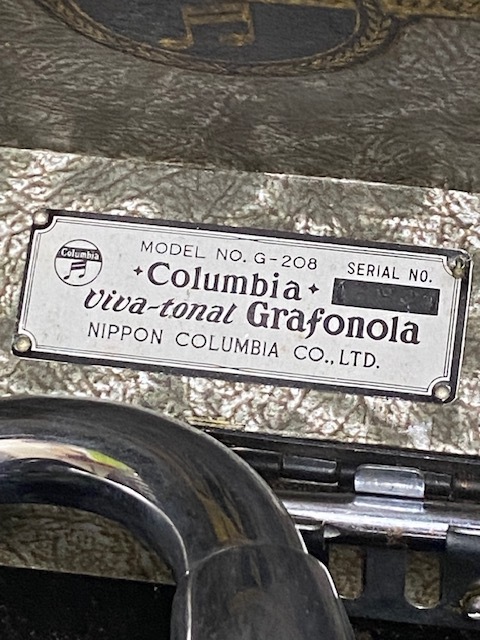 Columbia
MODEL NO. G-208
SERIAL NO.
Columbia
Viva-tonal Grafonola
NIPPON COLUMBIA CO., LTD.